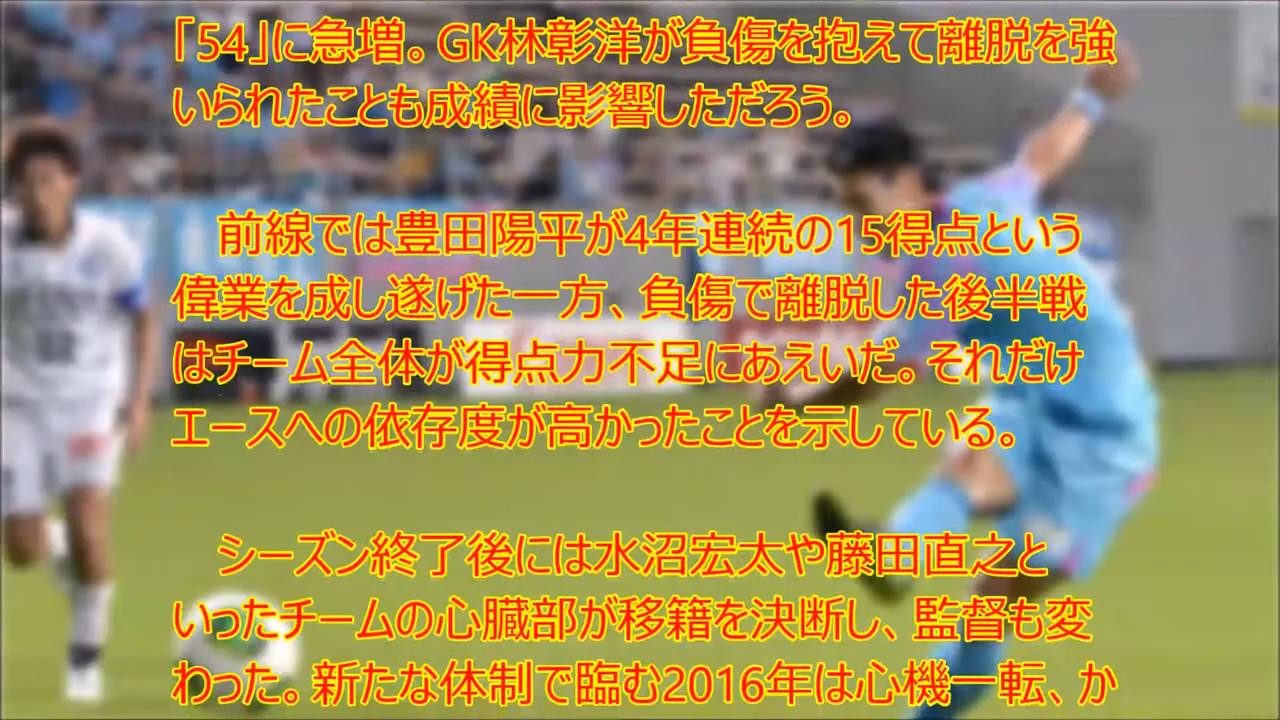 「54」に急増。GK林彰洋が負傷を抱えて離脱を強
いられたことも成績に影響しただろう。
前線では豊田陽平が4年連続の15得点という
偉業を成し遂げた一方、負傷で離脱した後半戦
はチーム全体が得点力不足にあえいだ。それだけ
エースへの依存度が高かったことを示している。
シーズン終了後には水沼宏太や藤田直之と
いったチームの心臓部が移籍を決断し、監督も変
わった。新たな体制で臨む2016年は心機一転、か